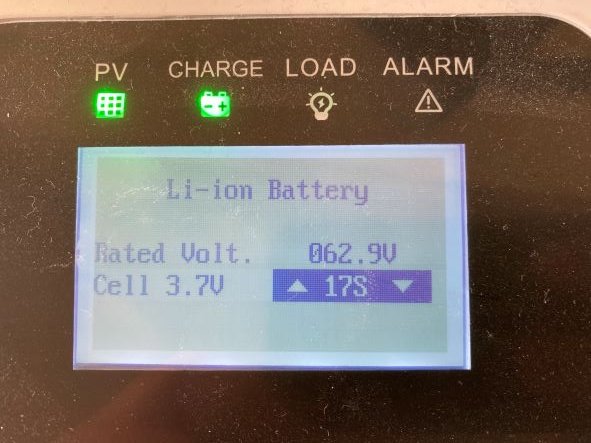 PV CHARGE LOAD ALARM
Li-ion Battery
Rated Volt. 062.9V
Cell 3.7V ▲ 17S ▼